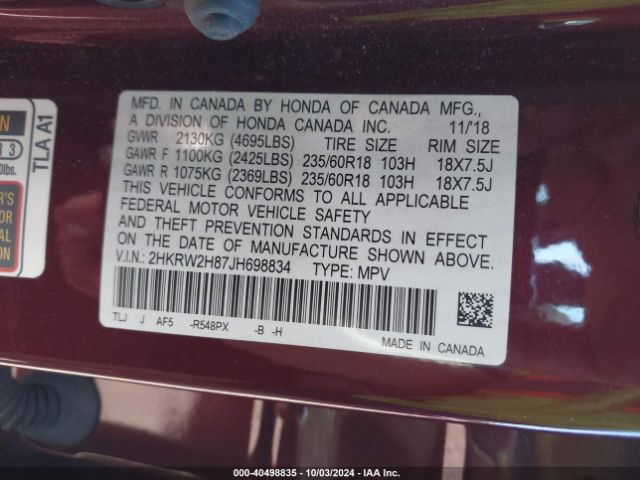 MFD. IN CANADA BY HONDA OF CANADA MFG.,
A DIVISION OF HONDA CANADA INC. 11/'18
GVWR 2130KG (4695LBS) TIRE SIZE RIM SIZE
GAWR F 1100KG (2425LBS) 235/60R18 103H 18X7.5J
GAWR R 1075KG (2369LBS) 235/60R18 103H 18X7.5J
THIS VEHICLE CONFORMS TO ALL APPLICABLE
FEDERAL MOTOR VEHICLE SAFETY
AND THEFT PREVENTION STANDARDS IN EFFECT
ON THE DATE OF MANUFACTURE SHOWN ABOVE.
V.I.N.: 2HKRW2H87JH698834 TYPE: MPV
TLJ J AF5 -R548PX -B -H
MADE IN CANADA
TLA A1
R 3
0lbs.
000-40498835 - 10/03/2024 - IAA Inc.